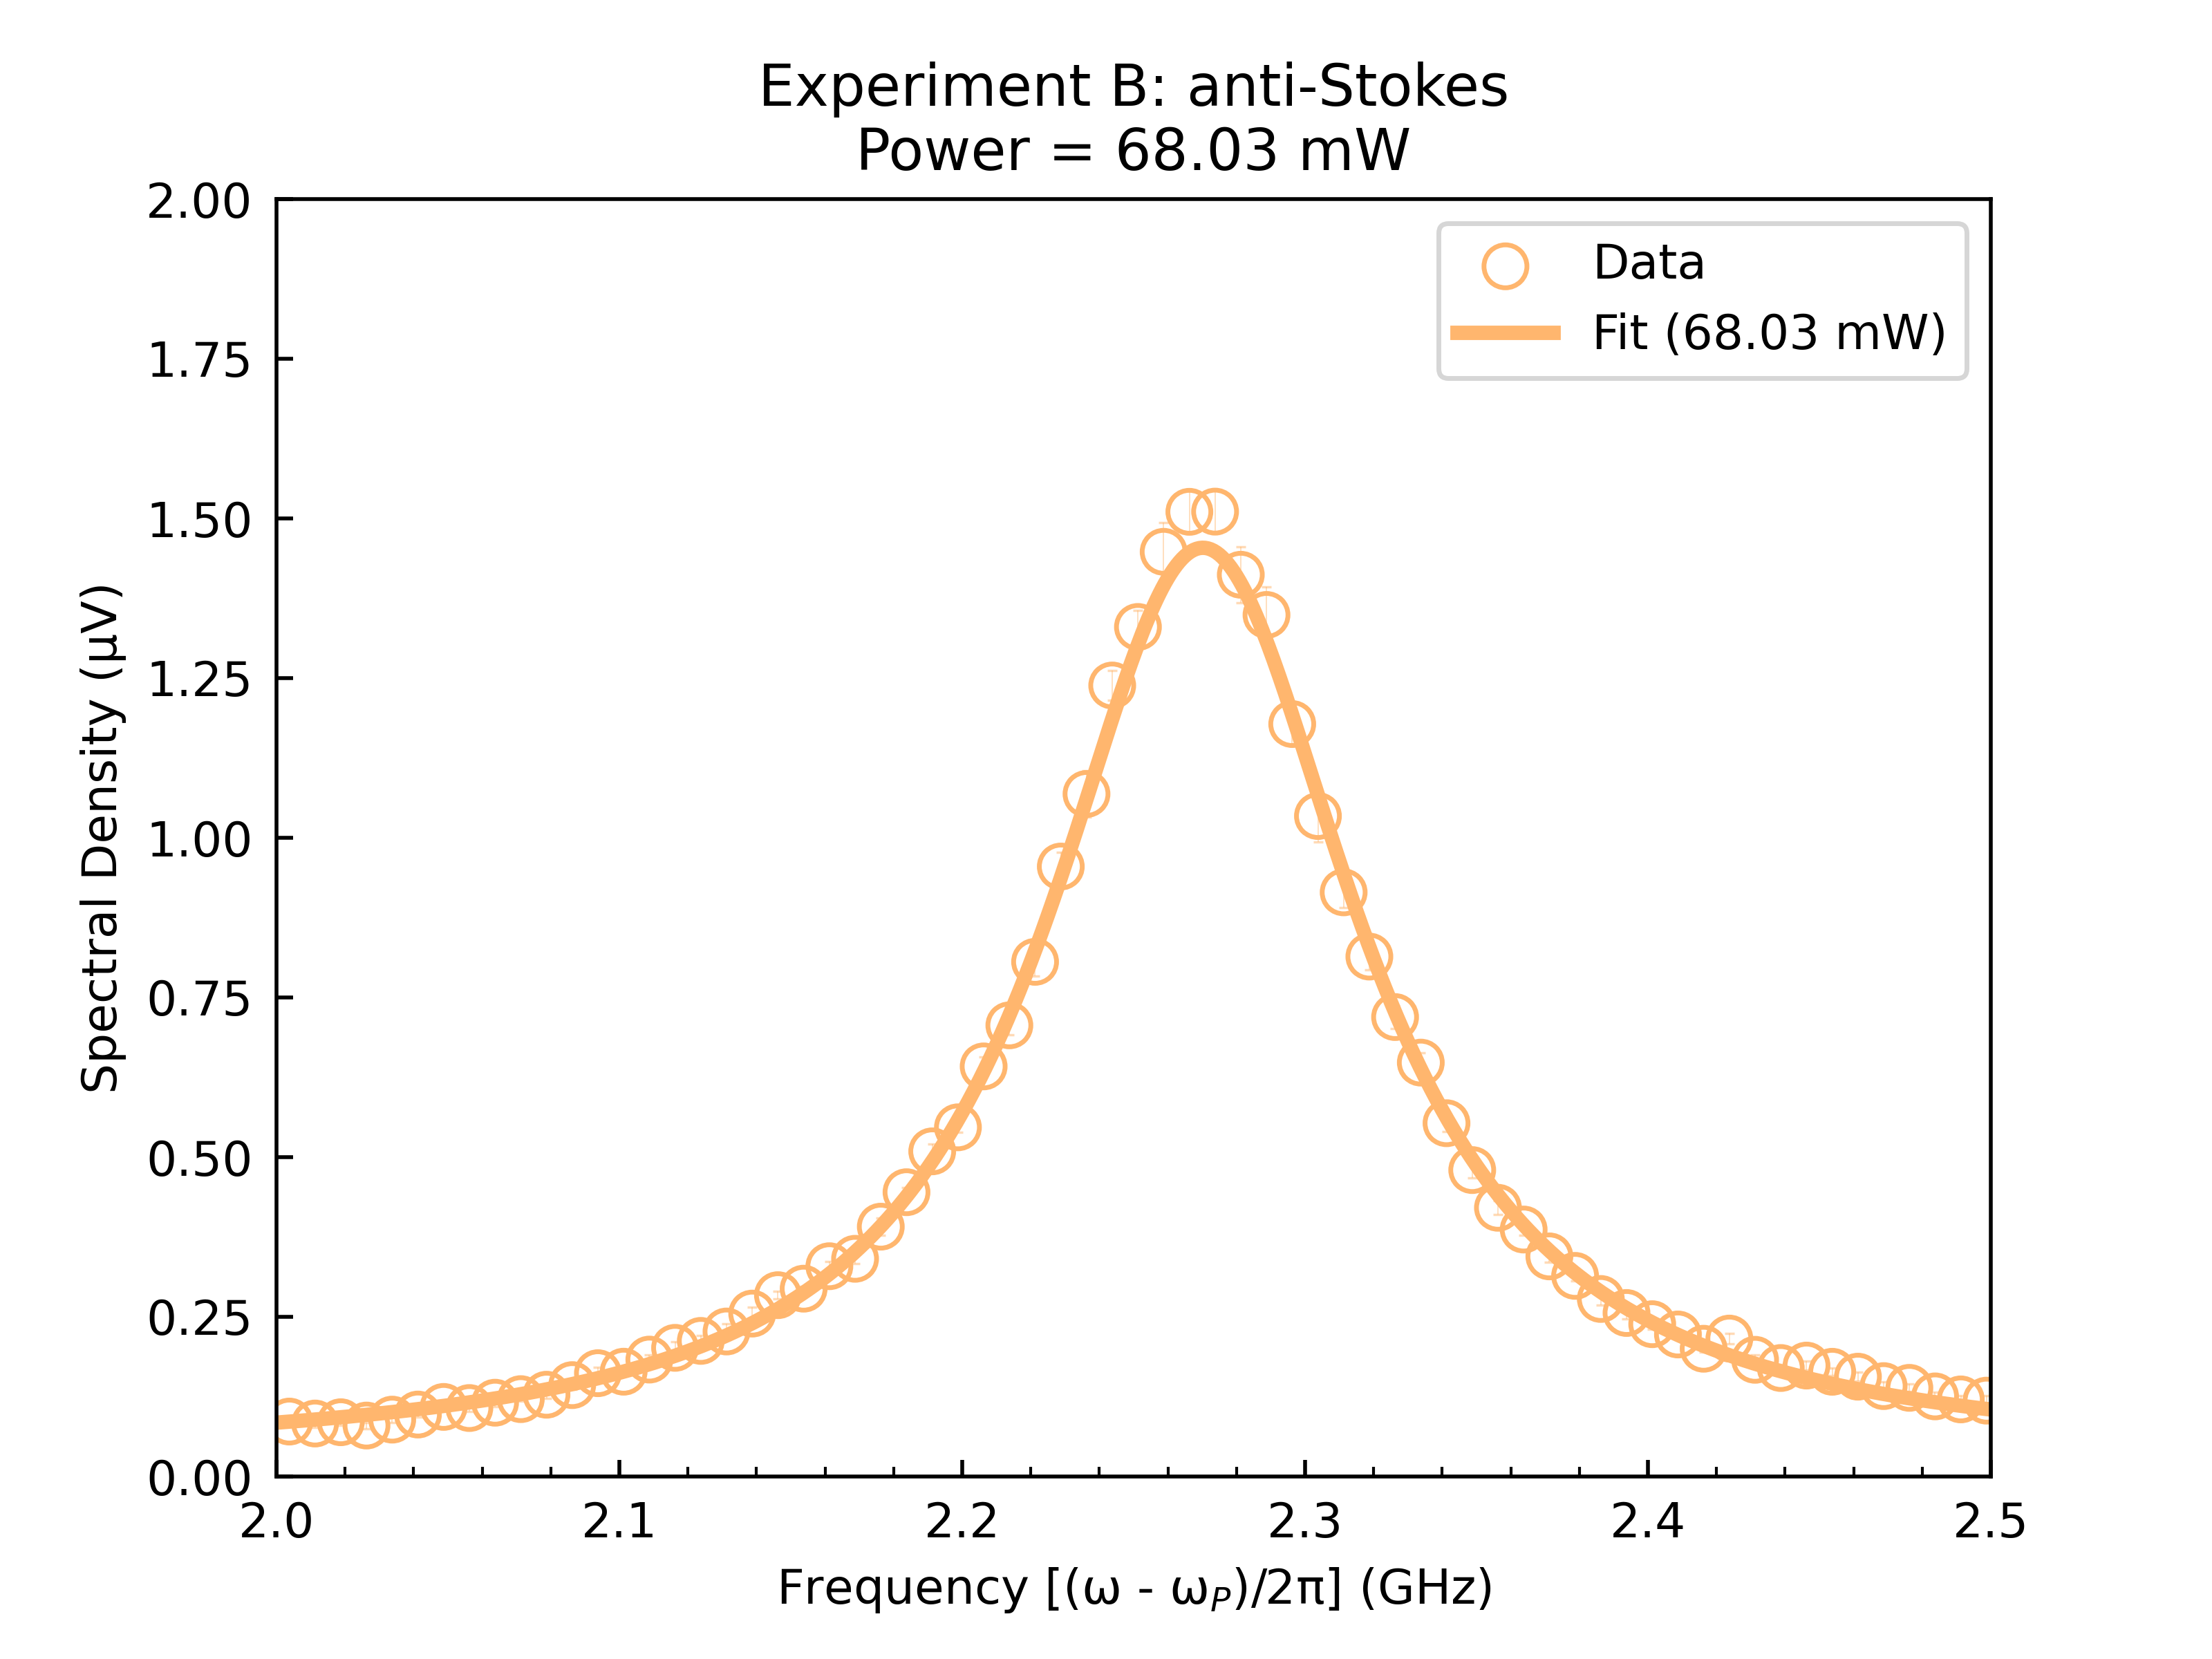 Experiment B: anti-Stokes
Power = 68.03 mW
Data
Fit (68.03 mW)
Spectral Density (μV)
2.00
1.75
1.50
1.25
1.00
0.75
0.50
0.25
0.00
2.0 2.1 2.2 2.3 2.4 2.5
Frequency [(ω - ωP)/2π] (GHz)